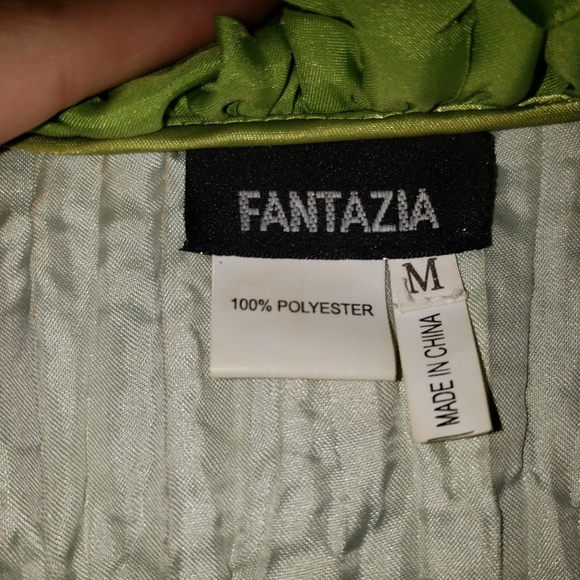 FANTAZIA
100% POLYESTER
M
MADE IN CHINA